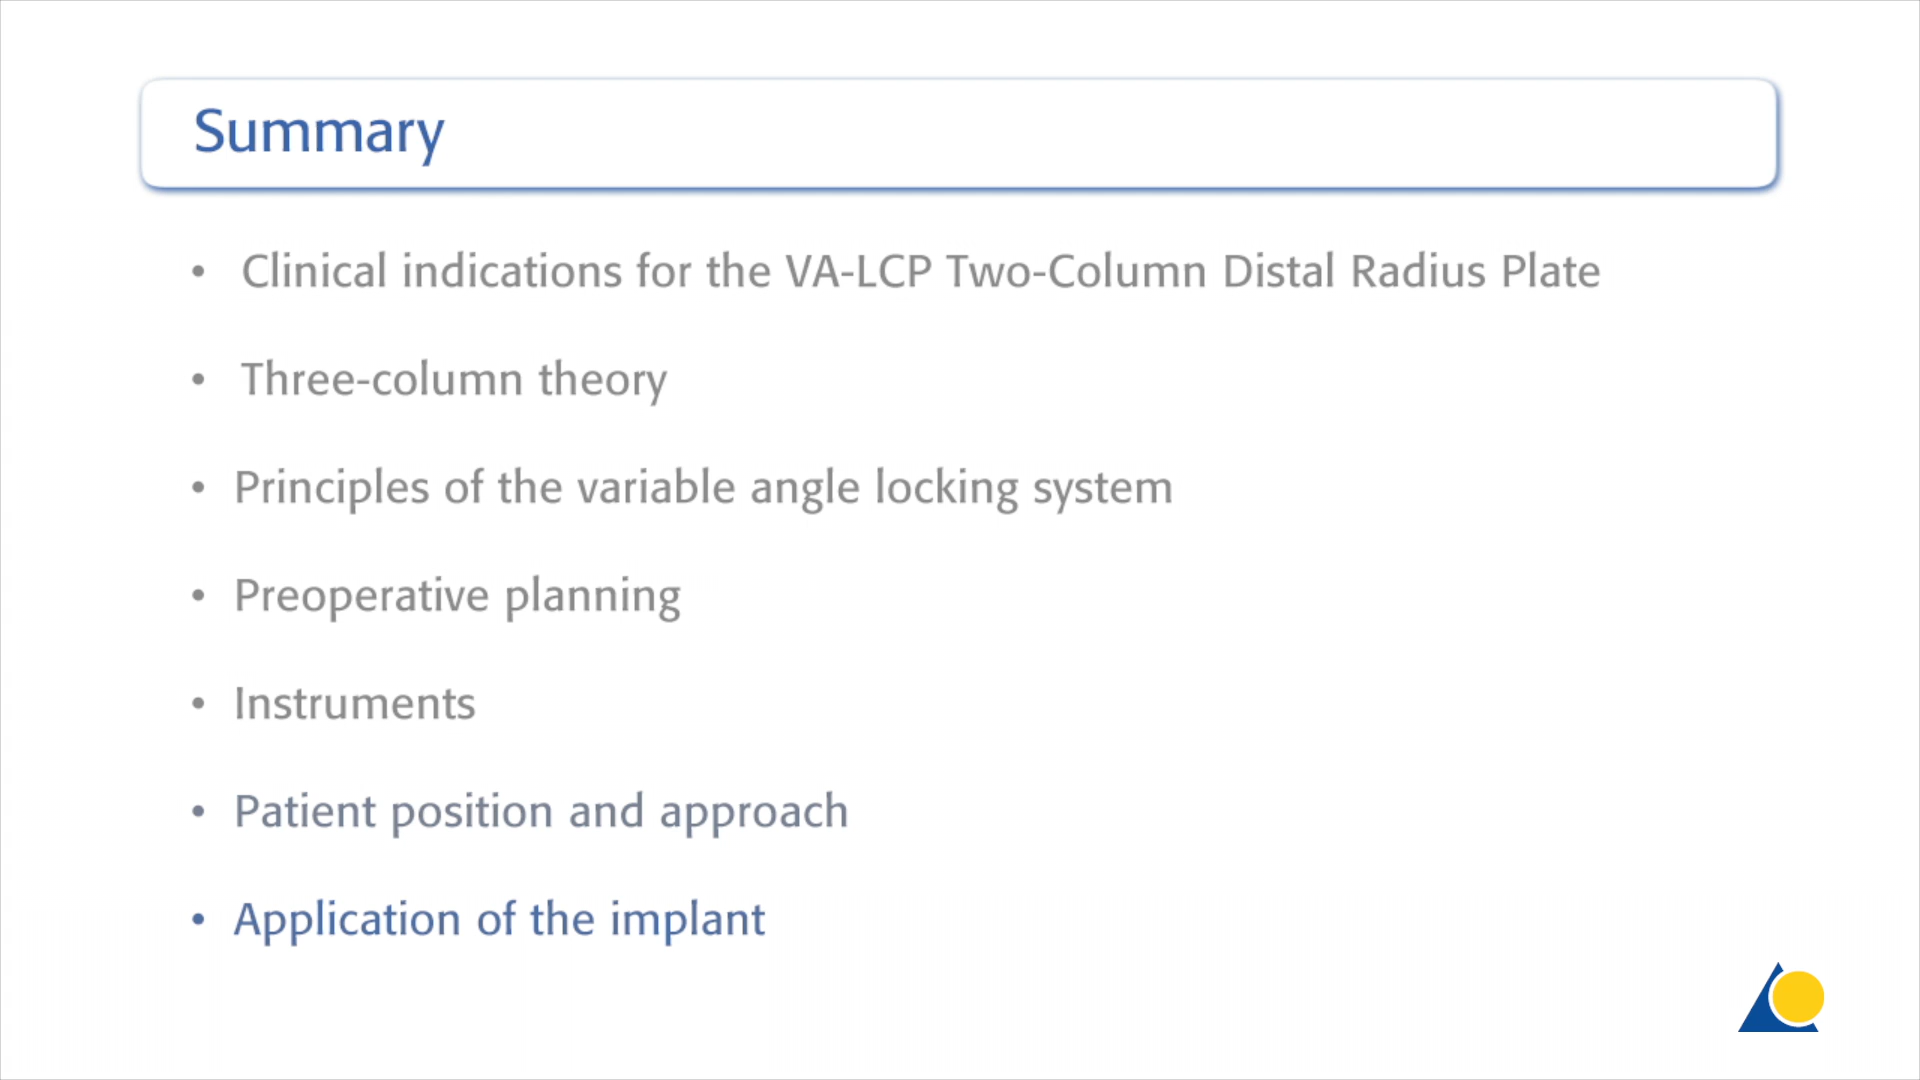 Summary
• Clinical indications for the VA-LCP Two-Column Distal Radius Plate
• Three-column theory
• Principles of the variable angle locking system
• Preoperative planning
• Instruments
• Patient position and approach
• Application of the implant